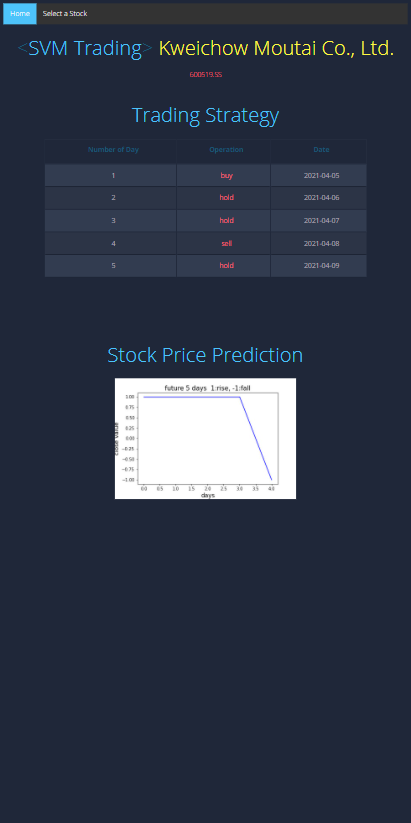 Home Select a Stock
<SVM Trading> Kweichow Moutai Co., Ltd.
600519.SS
Trading Strategy
Number of Day Operation Date
1 buy 2021-04-05
2 hold 2021-04-06
3 hold 2021-04-07
4 sell 2021-04-08
5 hold 2021-04-09
Stock Price Prediction
future 5 days 1:rise, -1:fall
close value
1.00
0.75
0.50
0.25
0.00
-0.25
-0.50
-0.75
-1.00
0.0 0.5 1.0 1.5 2.0 2.5 3.0 3.5 4.0
days